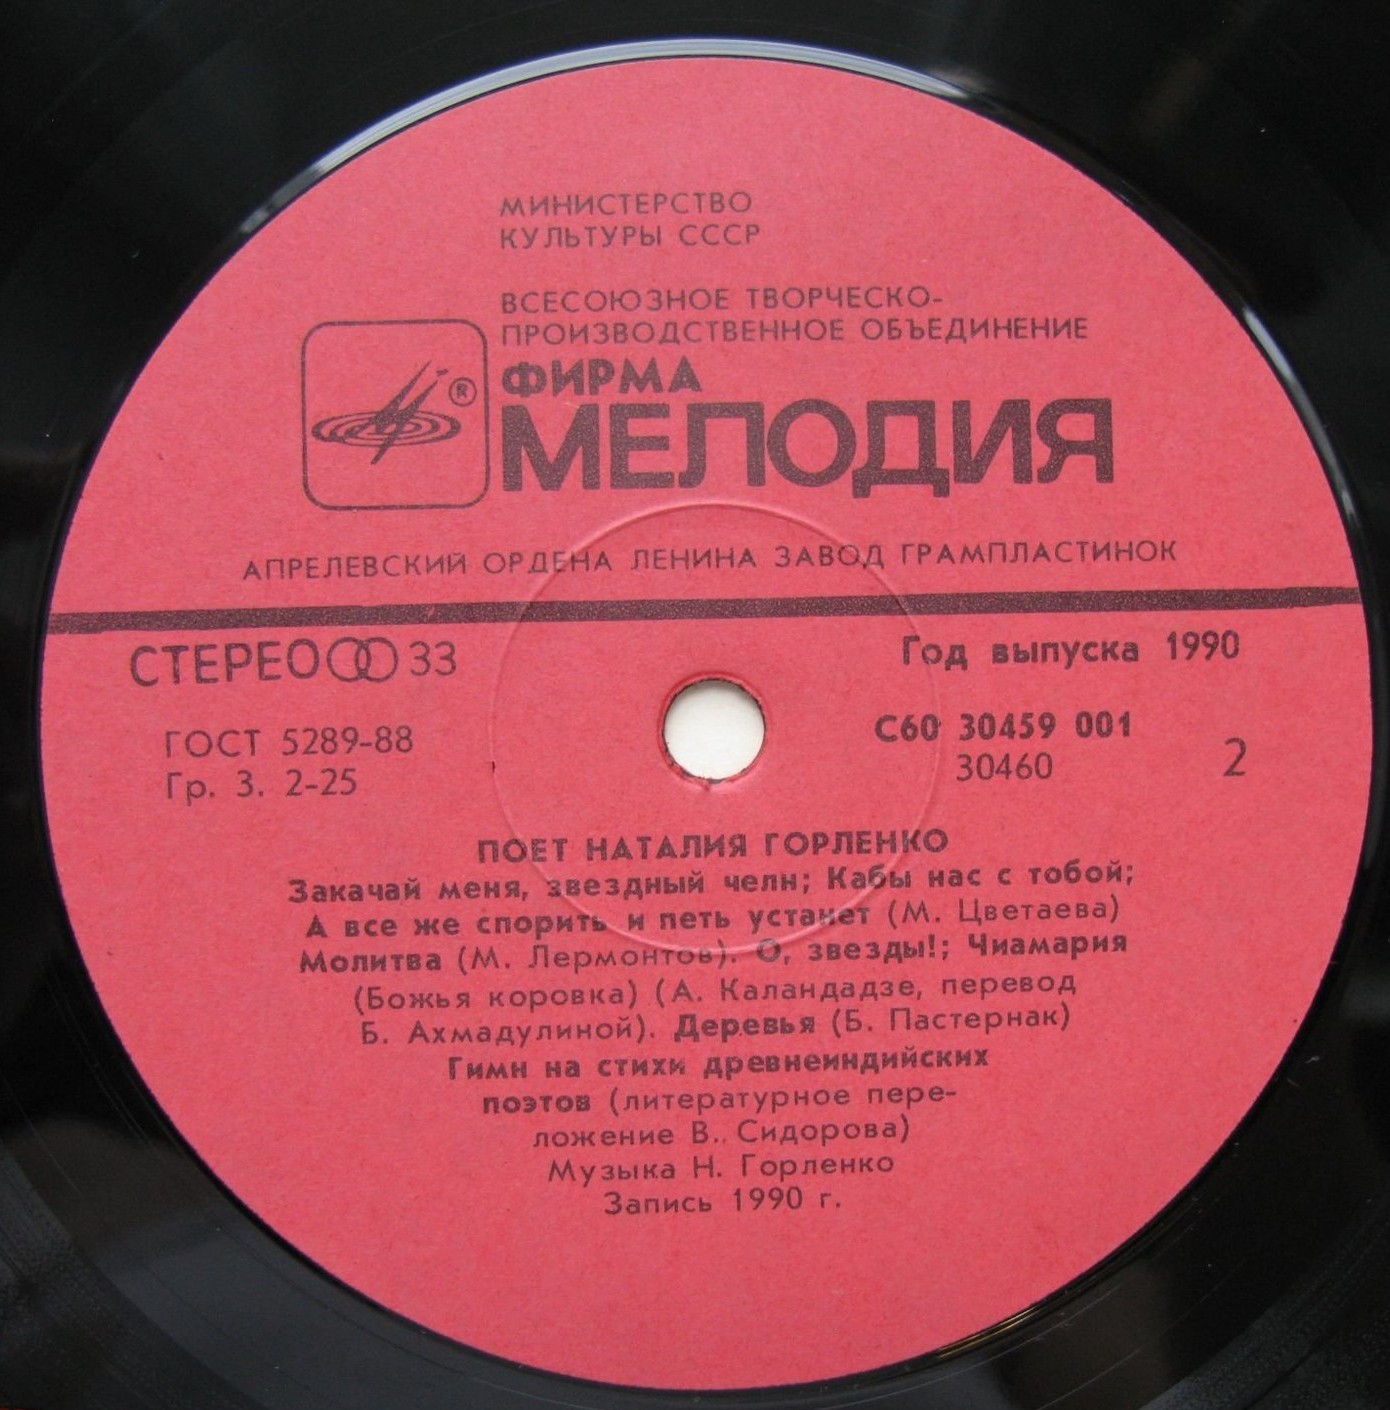 МИНИСТЕРСТВО
КУЛЬТУРЫ СССР
ВСЕСОЮЗНОЕ ТВОРЧЕСКО-
ПРОИЗВОДСТВЕННОЕ ОБЪЕДИНЕНИЕ
ФИРМА
®
МЕЛОДИЯ
АПРЕЛЕВСКИЙ ОРДЕНА ЛЕНИНА ЗАВОД ГРАМПЛАСТИНОК
СТЕРЕО 33
Год выпуска 1990
ГОСТ 5289-88
Гр. 3. 2-25
С60 30459 001
30460
2
ПОЕТ НАТАЛИЯ ГОРЛЕНКО
Закачай меня, звездный челн; Кабы нас с тобой;
А все же спорить и петь устанет (М. Цветаева)
Молитва (М. Лермонтов). О, звезды!; Чиамария
(Божья коровка) (А. Каландадзе, перевод
Б. Ахмадулиной). Деревья (Б. Пастернак)
Гимн на стихи древнеиндийских
поэтов (литературное пере-
ложение В. Сидорова)
Музыка Н. Горленко
Запись 1990 г.